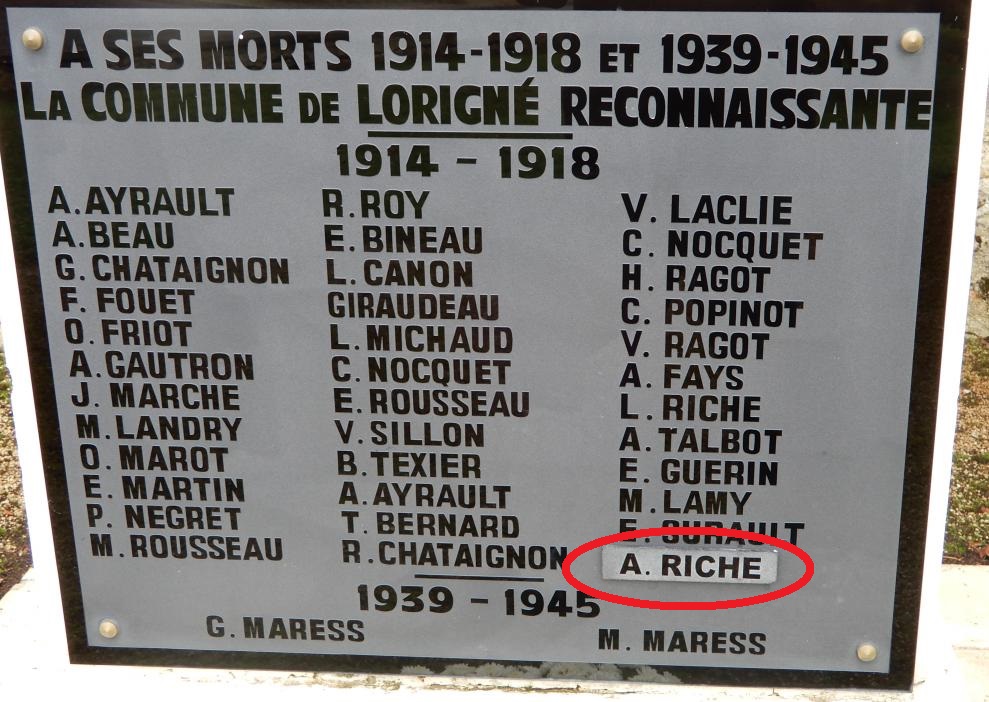 A SES MORTS 1914-1918 ET 1939-1945
LA COMMUNE DE LORIGNÉ RECONNAISSANTE
1914 - 1918
A. AYRAULT
A. BEAU
G. CHATAIGNON
F. FOUET
O. FRIOT
A. GAUTRON
J. MARCHE
M. LANDRY
O. MAROT
E. MARTIN
P. NEGRET
M. ROUSSEAU
R. ROY
E. BINEAU
L. CANON
GIRAUDEAU
L. MICHAUD
C. NOCQUET
E. ROUSSEAU
V. SILLON
B. TEXIER
A. AYRAULT
T. BERNARD
R. CHATAIGNON
V. LACLIE
C. NOCQUET
H. RAGOT
C. POPINOT
V. RAGOT
A. FAYS
L. RICHE
A. TALBOT
E. GUERIN
M. LAMY
SURAULT
A. RICHE
1939 - 1945
G. MARESS
M. MARESS